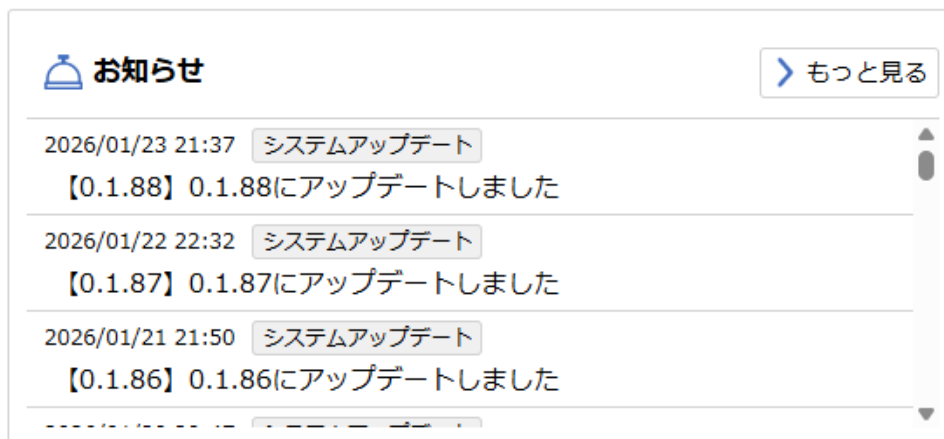 お知らせ
もっと見る
2026/01/23 21:37 システムアップデート
【0.1.88】0.1.88にアップデートしました
2026/01/22 22:32 システムアップデート
【0.1.87】0.1.87にアップデートしました
2026/01/21 21:50 システムアップデート
【0.1.86】0.1.86にアップデートしました